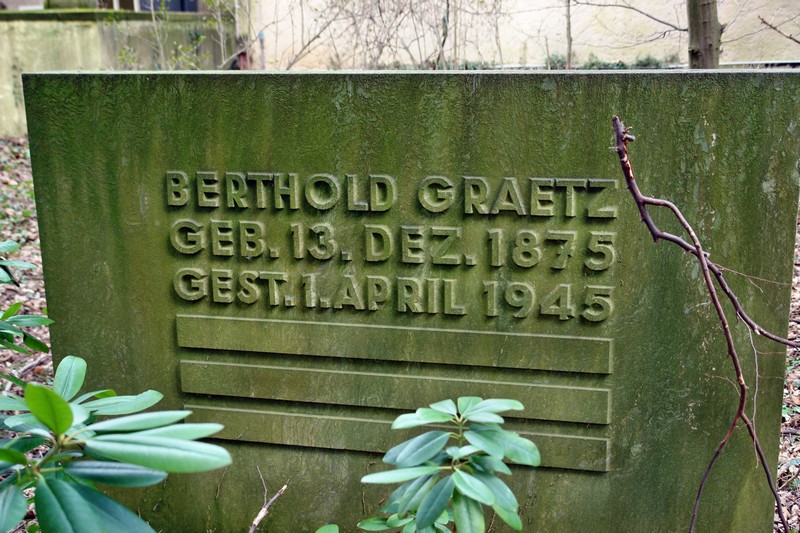 BERTHOLD GRAETZ
GEB. 13. DEZ. 1875
GEST. 1. APRIL 1945